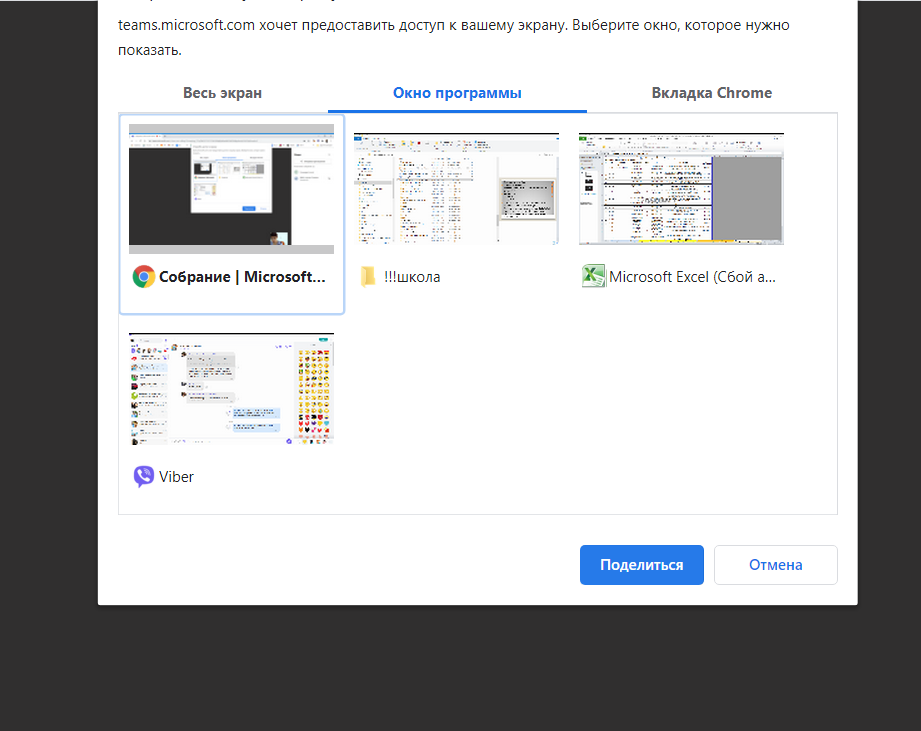 teams.microsoft.com хочет предоставить доступ к вашему экрану. Выберите окно, которое нужно
показать.
Весь экран
Окно программы
Вкладка Chrome
Собрание | Microsoft...
!!!школа
Microsoft Excel (Сбой а...
Viber
Поделиться
Отмена